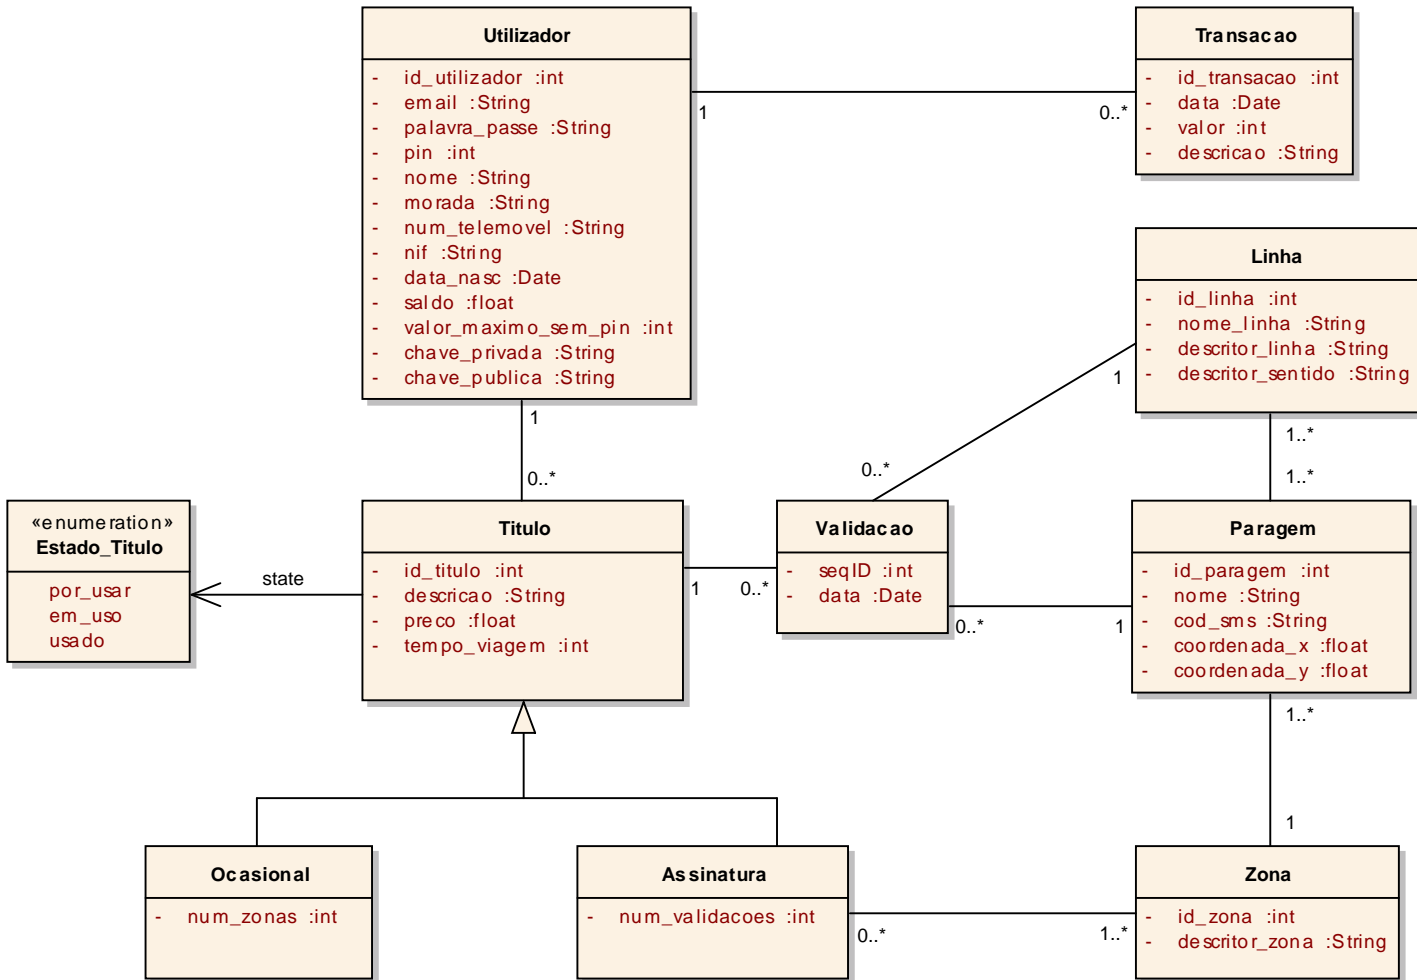 Utilizador
- id_utilizador :int
- email :String
- palavra_passe :String
- pin :int
- nome :String
- morada :String
- num_telemovel :String
- nif :String
- data_nasc :Date
- saldo :float
- valor_maximo_sem_pin :int
- chave_privada :String
- chave_publica :String
1
0..*
Transacao
- id_transacao :int
- data :Date
- valor :int
- descricao :String
Linha
- id_linha :int
- nome_linha :String
- descritor_linha :String
- descritor_sentido :String
1
0..*
1..*
1..*
1
0..*
«enumeration»
Estado_Titulo
por_usar
em_uso
usado
state
Titulo
- id_titulo :int
- descricao :String
- preco :float
- tempo_viagem :int
1
0..*
Validacao
- seqID :int
- data :Date
0..*
1
Paragem
- id_paragem :int
- nome :String
- cod_sms :String
- coordenada_x :float
- coordenada_y :float
1..*
1
Ocasional
- num_zonas :int
Assinatura
- num_validacoes :int
0..*
1..*
Zona
- id_zona :int
- descritor_zona :String